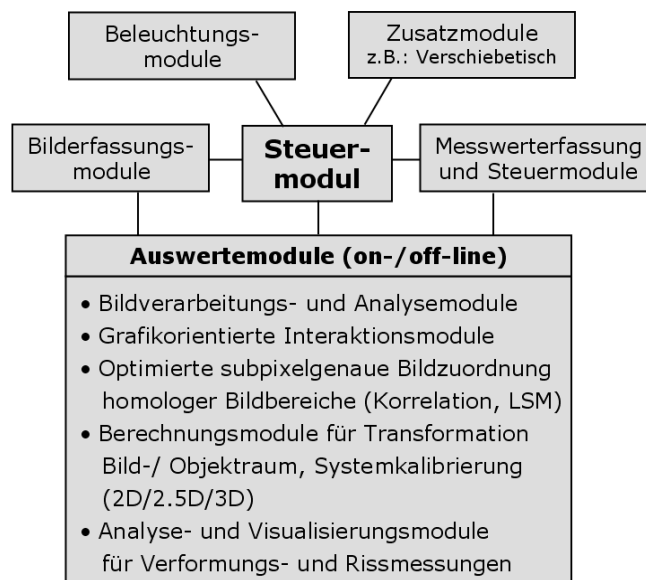 Beleuchtungs-
module
Zusatzmodule
z.B.: Verschiebetisch
Bilderfassungs-
module
Steuer-
modul
Messwerterfassung
und Steuermodule
Auswertemodule (on-/off-line)
• Bildverarbeitungs- und Analysemodule
• Grafikorientierte Interaktionsmodule
• Optimierte subpixelgenaue Bildzuordnung
homologer Bildbereiche (Korrelation, LSM)
• Berechnungsmodule für Transformation
Bild-/ Objektraum, Systemkalibrierung
(2D/2.5D/3D)
• Analyse- und Visualisierungsmodule
für Verformungs- und Rissmessungen